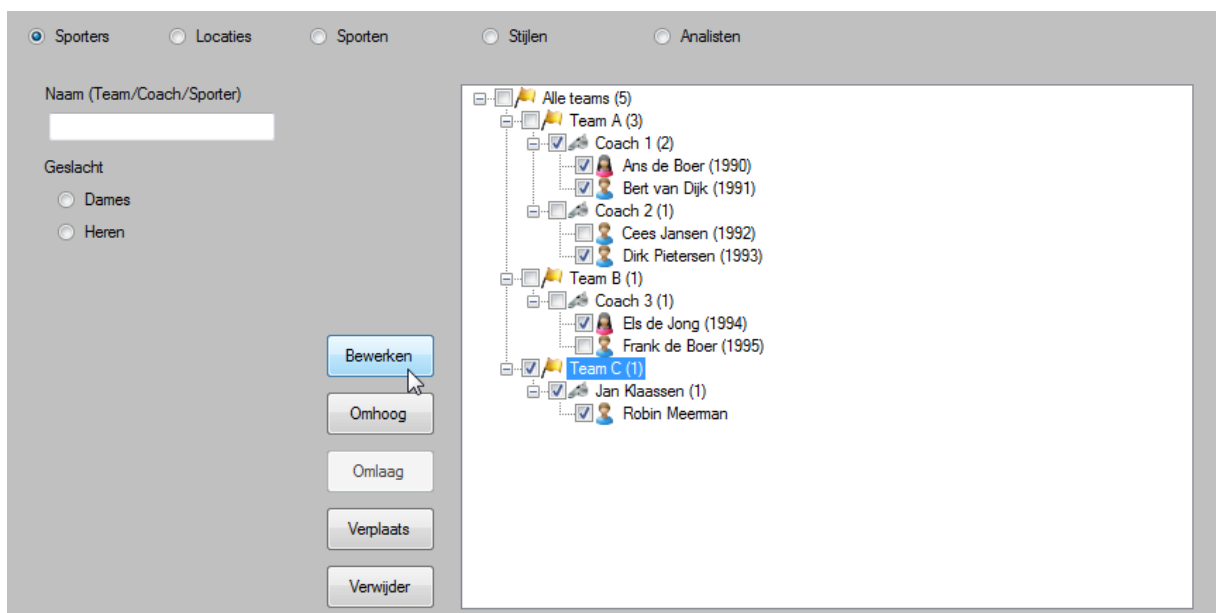 Sporters Locaties Sporten Stijlen Analisten
Naam (Team/Coach/Sporter)
Geslacht
Dames
Heren
Bewerken
Omhoog
Omlaag
Verplaats
Verwijder
Alle teams (5)
Team A (3)
Coach 1 (2)
Ans de Boer (1990)
Bert van Dijk (1991)
Coach 2 (1)
Cees Jansen (1992)
Dirk Pietersen (1993)
Team B (1)
Coach 3 (1)
Els de Jong (1994)
Frank de Boer (1995)
Team C (1)
Jan Klaassen (1)
Robin Meerman